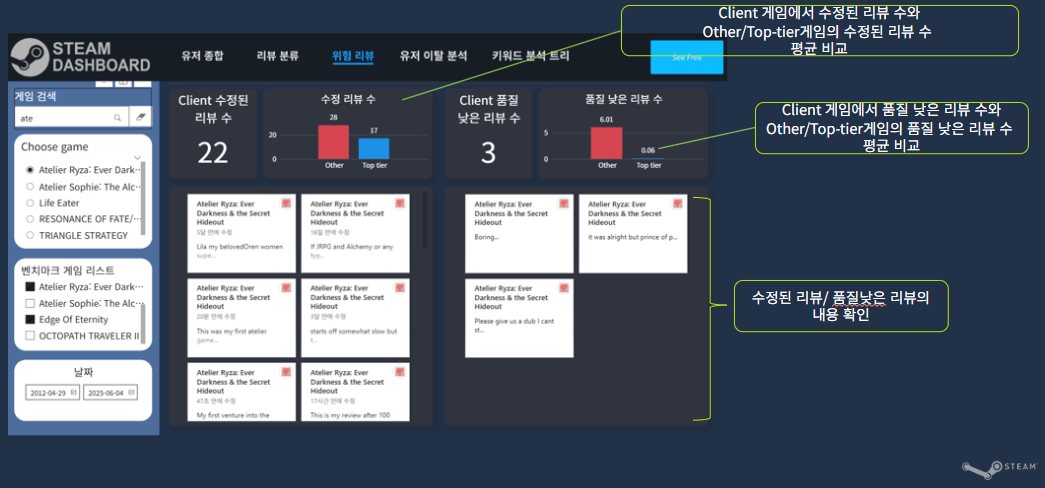 Client 게임에서 수정된 리뷰 수와
Other/Top-tier게임의 수정된 리뷰 수
평균 비교
STEAM
DASHBOARD
유저 종합
리뷰 분류
위험 리뷰
유저 이탈 분석
키워드 분석 트리
See Free
게임 검색
ate
Choose game
Atelier Ryza: Ever Dark···
Atelier Sophie: The Alc···
Life Eater
RESONANCE OF FATE/···
TRIANGLE STRATEGY
벤치마크 게임 리스트
Atelier Ryza: Ever Dark···
Atelier Sophie: The Alc···
Edge Of Eternity
OCTOPATH TRAVELER II
날짜
2012-04-29
2025-06-04
Client 수정된
리뷰 수
22
수정 리뷰 수
28
17
20
0
Other
Top tier
Client 품질
낮은 리뷰 수
3
품질 낮은 리뷰 수
6.01
0.06
5
0
Other
Top tier
Client 게임에서 품질 낮은 리뷰 수와
Other/Top-tier게임의 품질 낮은 리뷰 수
평균 비교
Atelier Ryza: Ever
Darkness & the Secret
Hideout
5달 만에 수정
Lila my belovedOren women
supe...
Atelier Ryza: Ever
Darkness & the Secret
Hideout
16일 만에 수정
If JRPG and Alchemy or any
typ...
Atelier Ryza: Ever
Darkness & the Secret
Hideout
20분 만에 수정
This was my first atelier
game...
Atelier Ryza: Ever
Darkness & the Secret
Hideout
3달 만에 수정
starts off somewhat slow but
t...
Atelier Ryza: Ever
Darkness & the Secret
Hideout
47초 만에 수정
My first venture into the
Atelier Ryza: Ever
Darkness & the Secret
Hideout
17시간 만에 수정
This is my review after 100
Atelier Ryza: Ever
Darkness & the Secret
Hideout
Boring...
Atelier Ryza: Ever
Darkness & the Secret
Hideout
it was alright but prince of p...
Atelier Ryza: Ever
Darkness & the Secret
Hideout
Please give us a dub I cant
st...
수정된 리뷰/ 품질낮은 리뷰의
내용 확인
STEAM